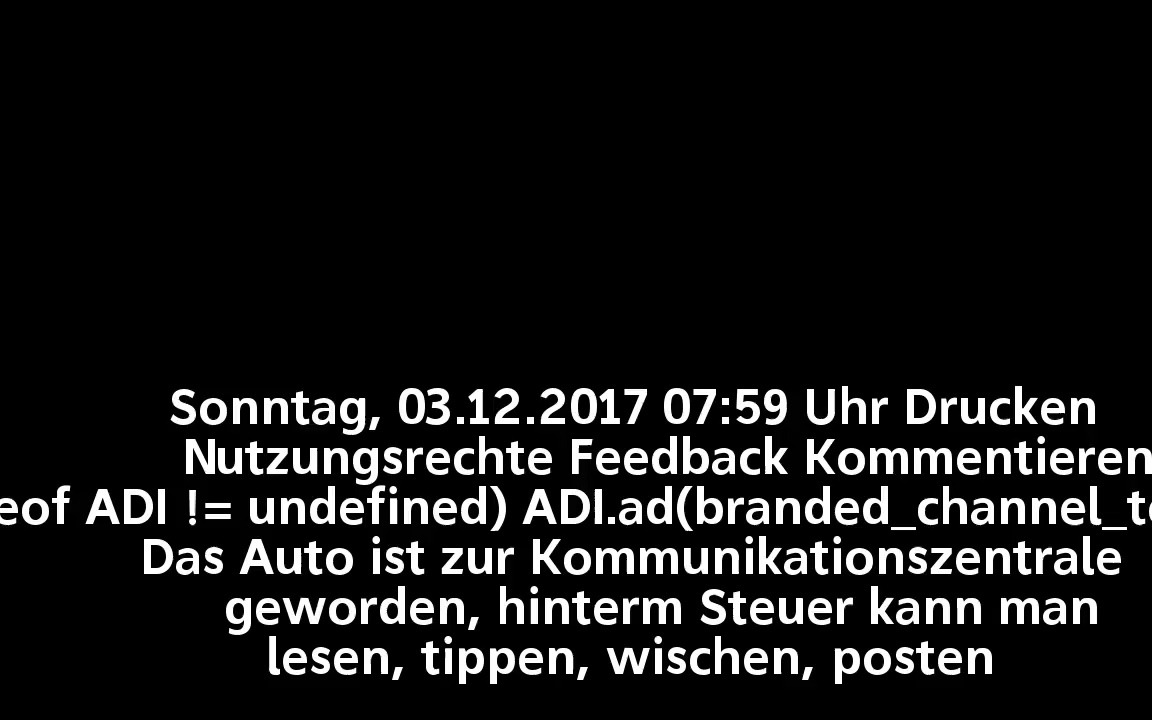 Sonntag, 03.12.2017 07:59 Uhr Drucken
Nutzungsrechte Feedback Kommentieren
eof ADI != undefined) ADI.ad(branded_channel_t
Das Auto ist zur Kommunikationszentrale
geworden, hinterm Steuer kann man
lesen, tippen, wischen, posten